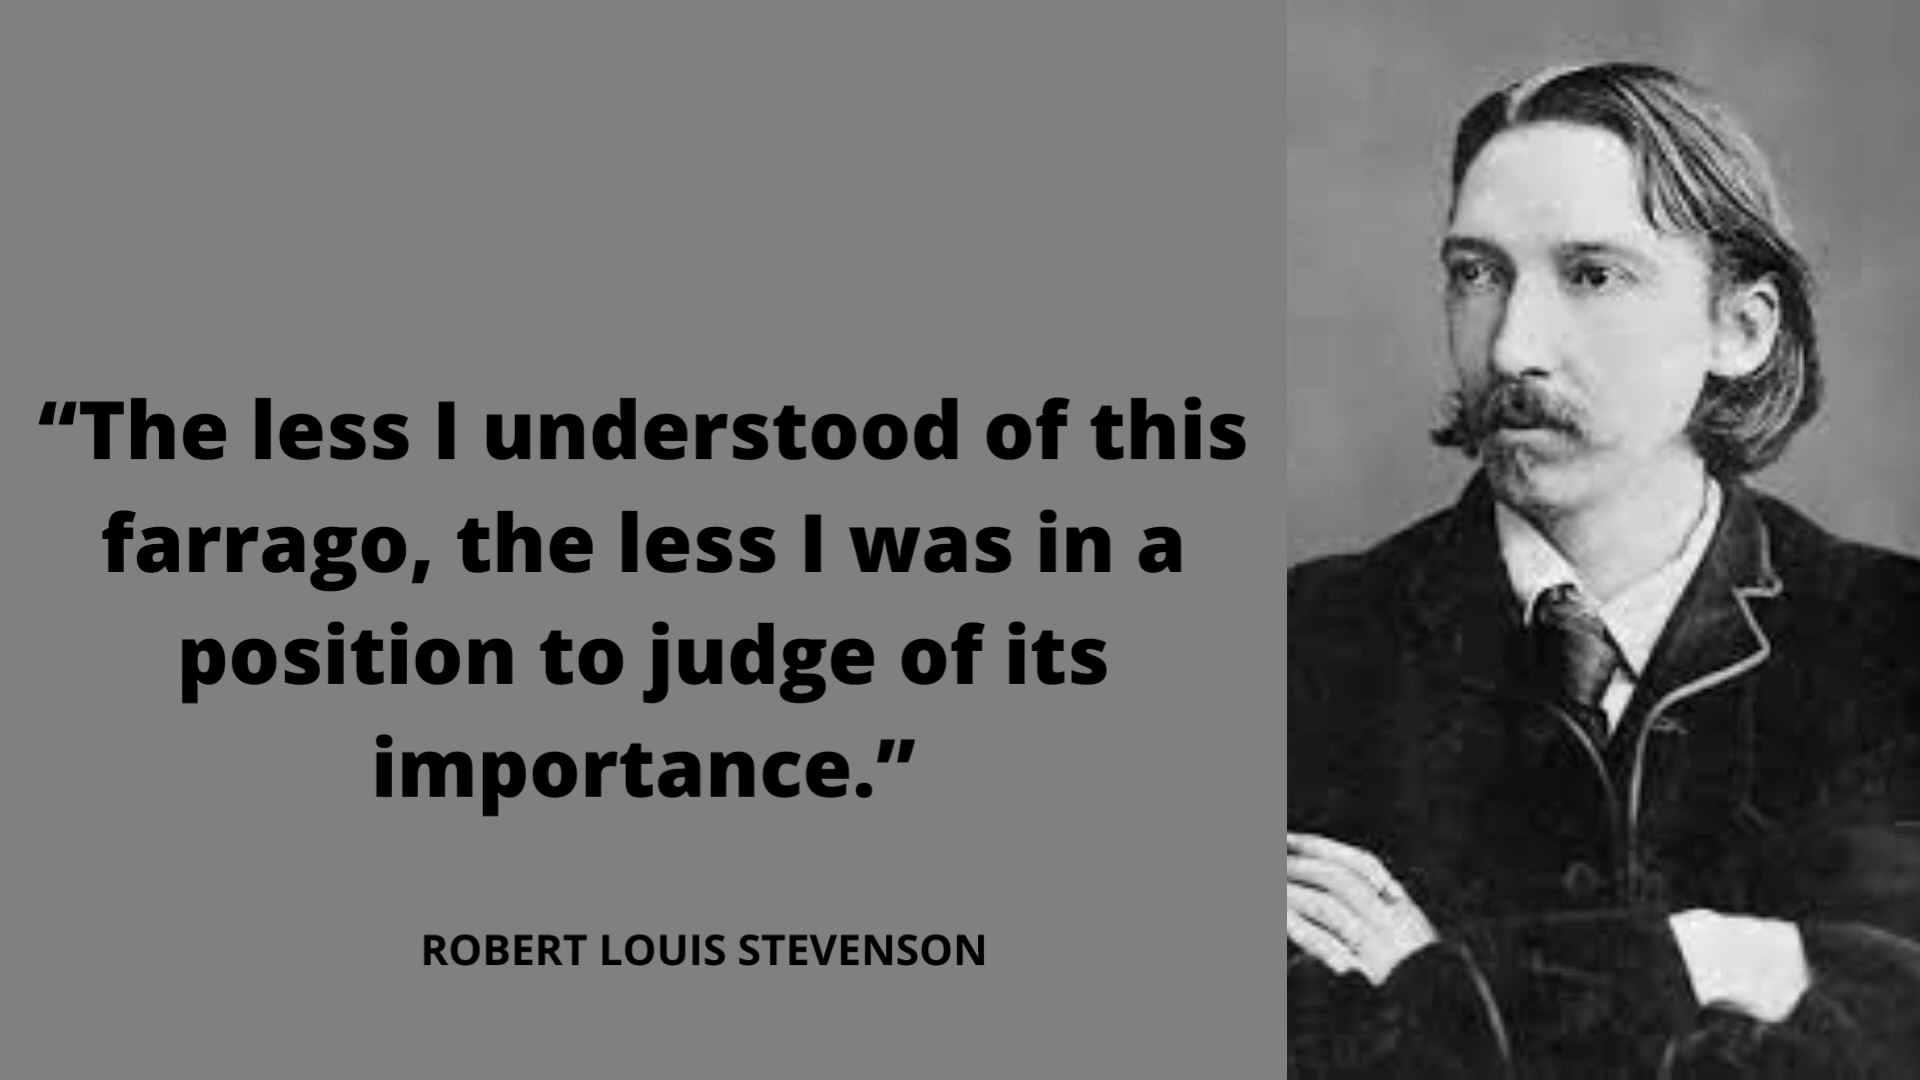 “The less I understood of this
farrago, the less I was in a
position to judge of its
importance.”
ROBERT LOUIS STEVENSON